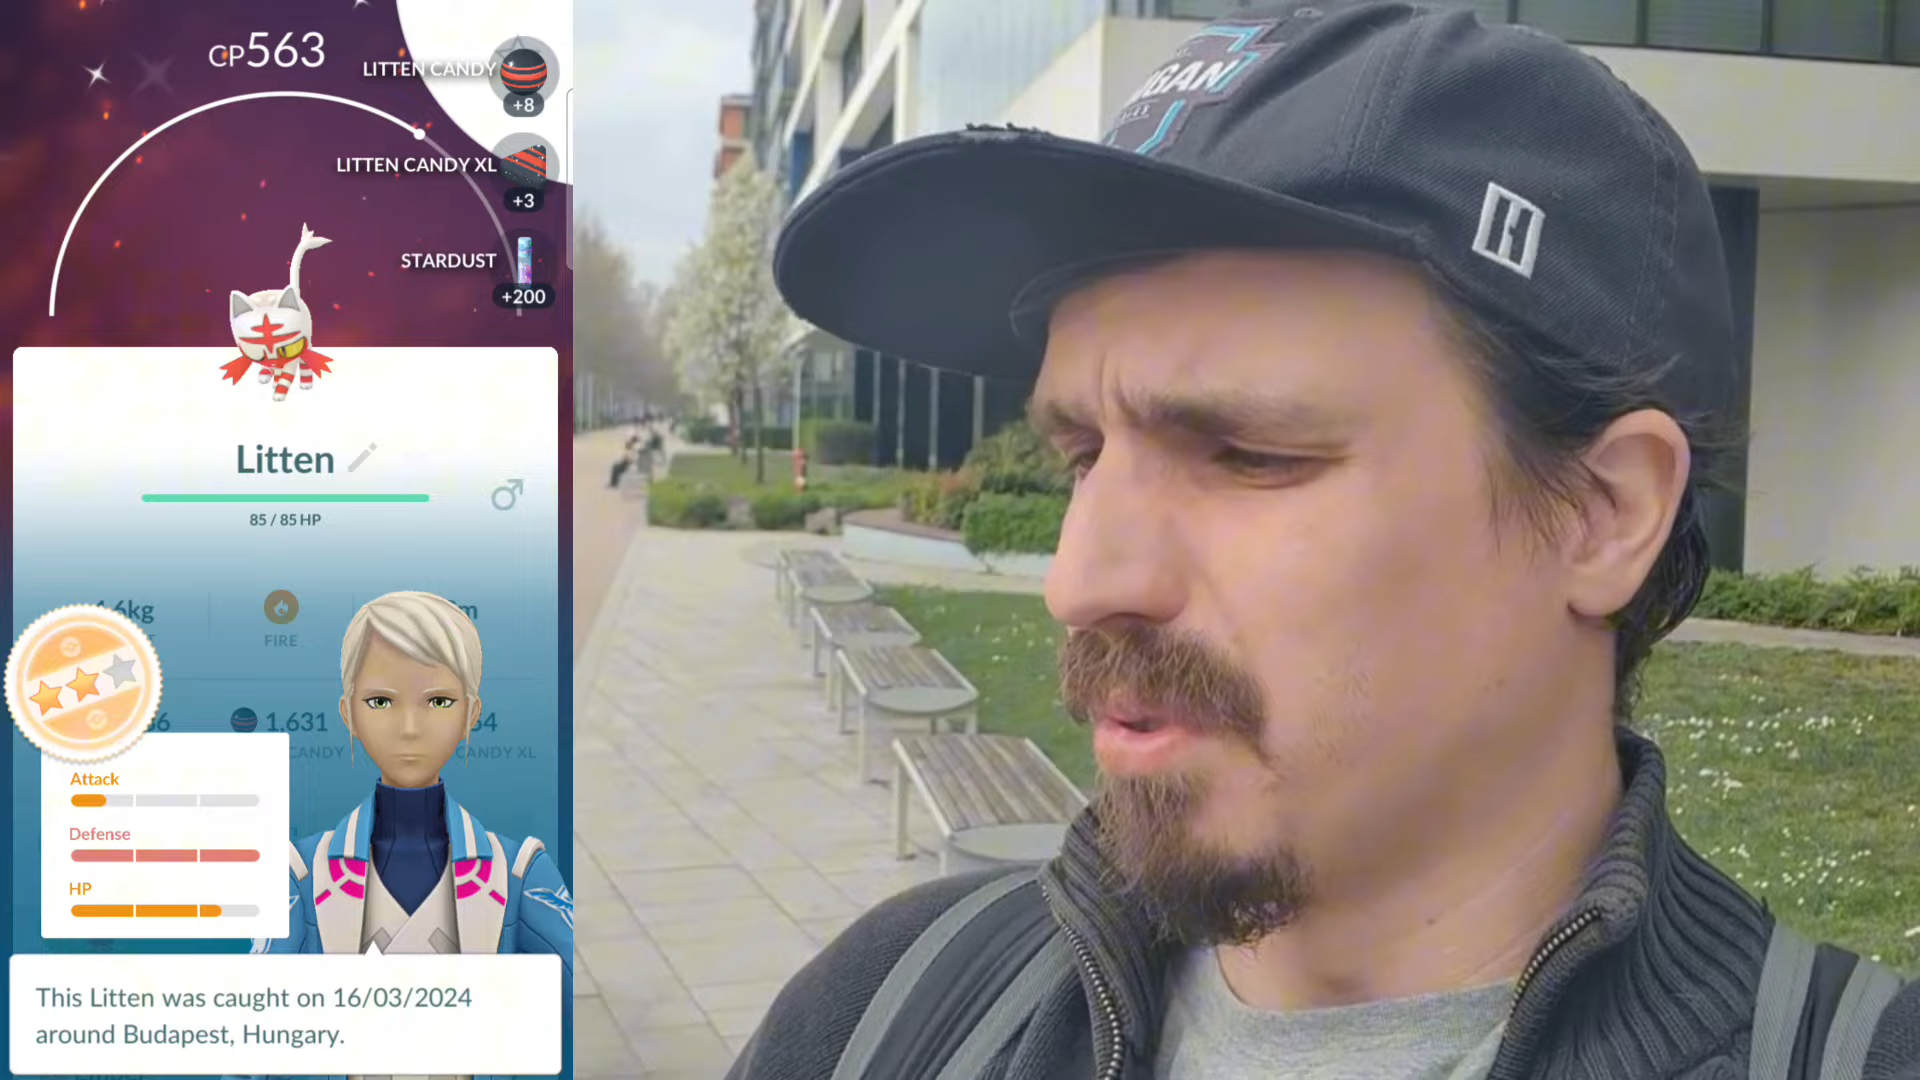 CP563
LITTEN CANDY
+8
LITTEN CANDY XL
+3
STARDUST
+200
Litten
85 / 85 HP
FIRE
1,631
CANDY
CANDY XL
Attack
Defense
HP
This Litten was caught on 16/03/2024
around Budapest, Hungary.